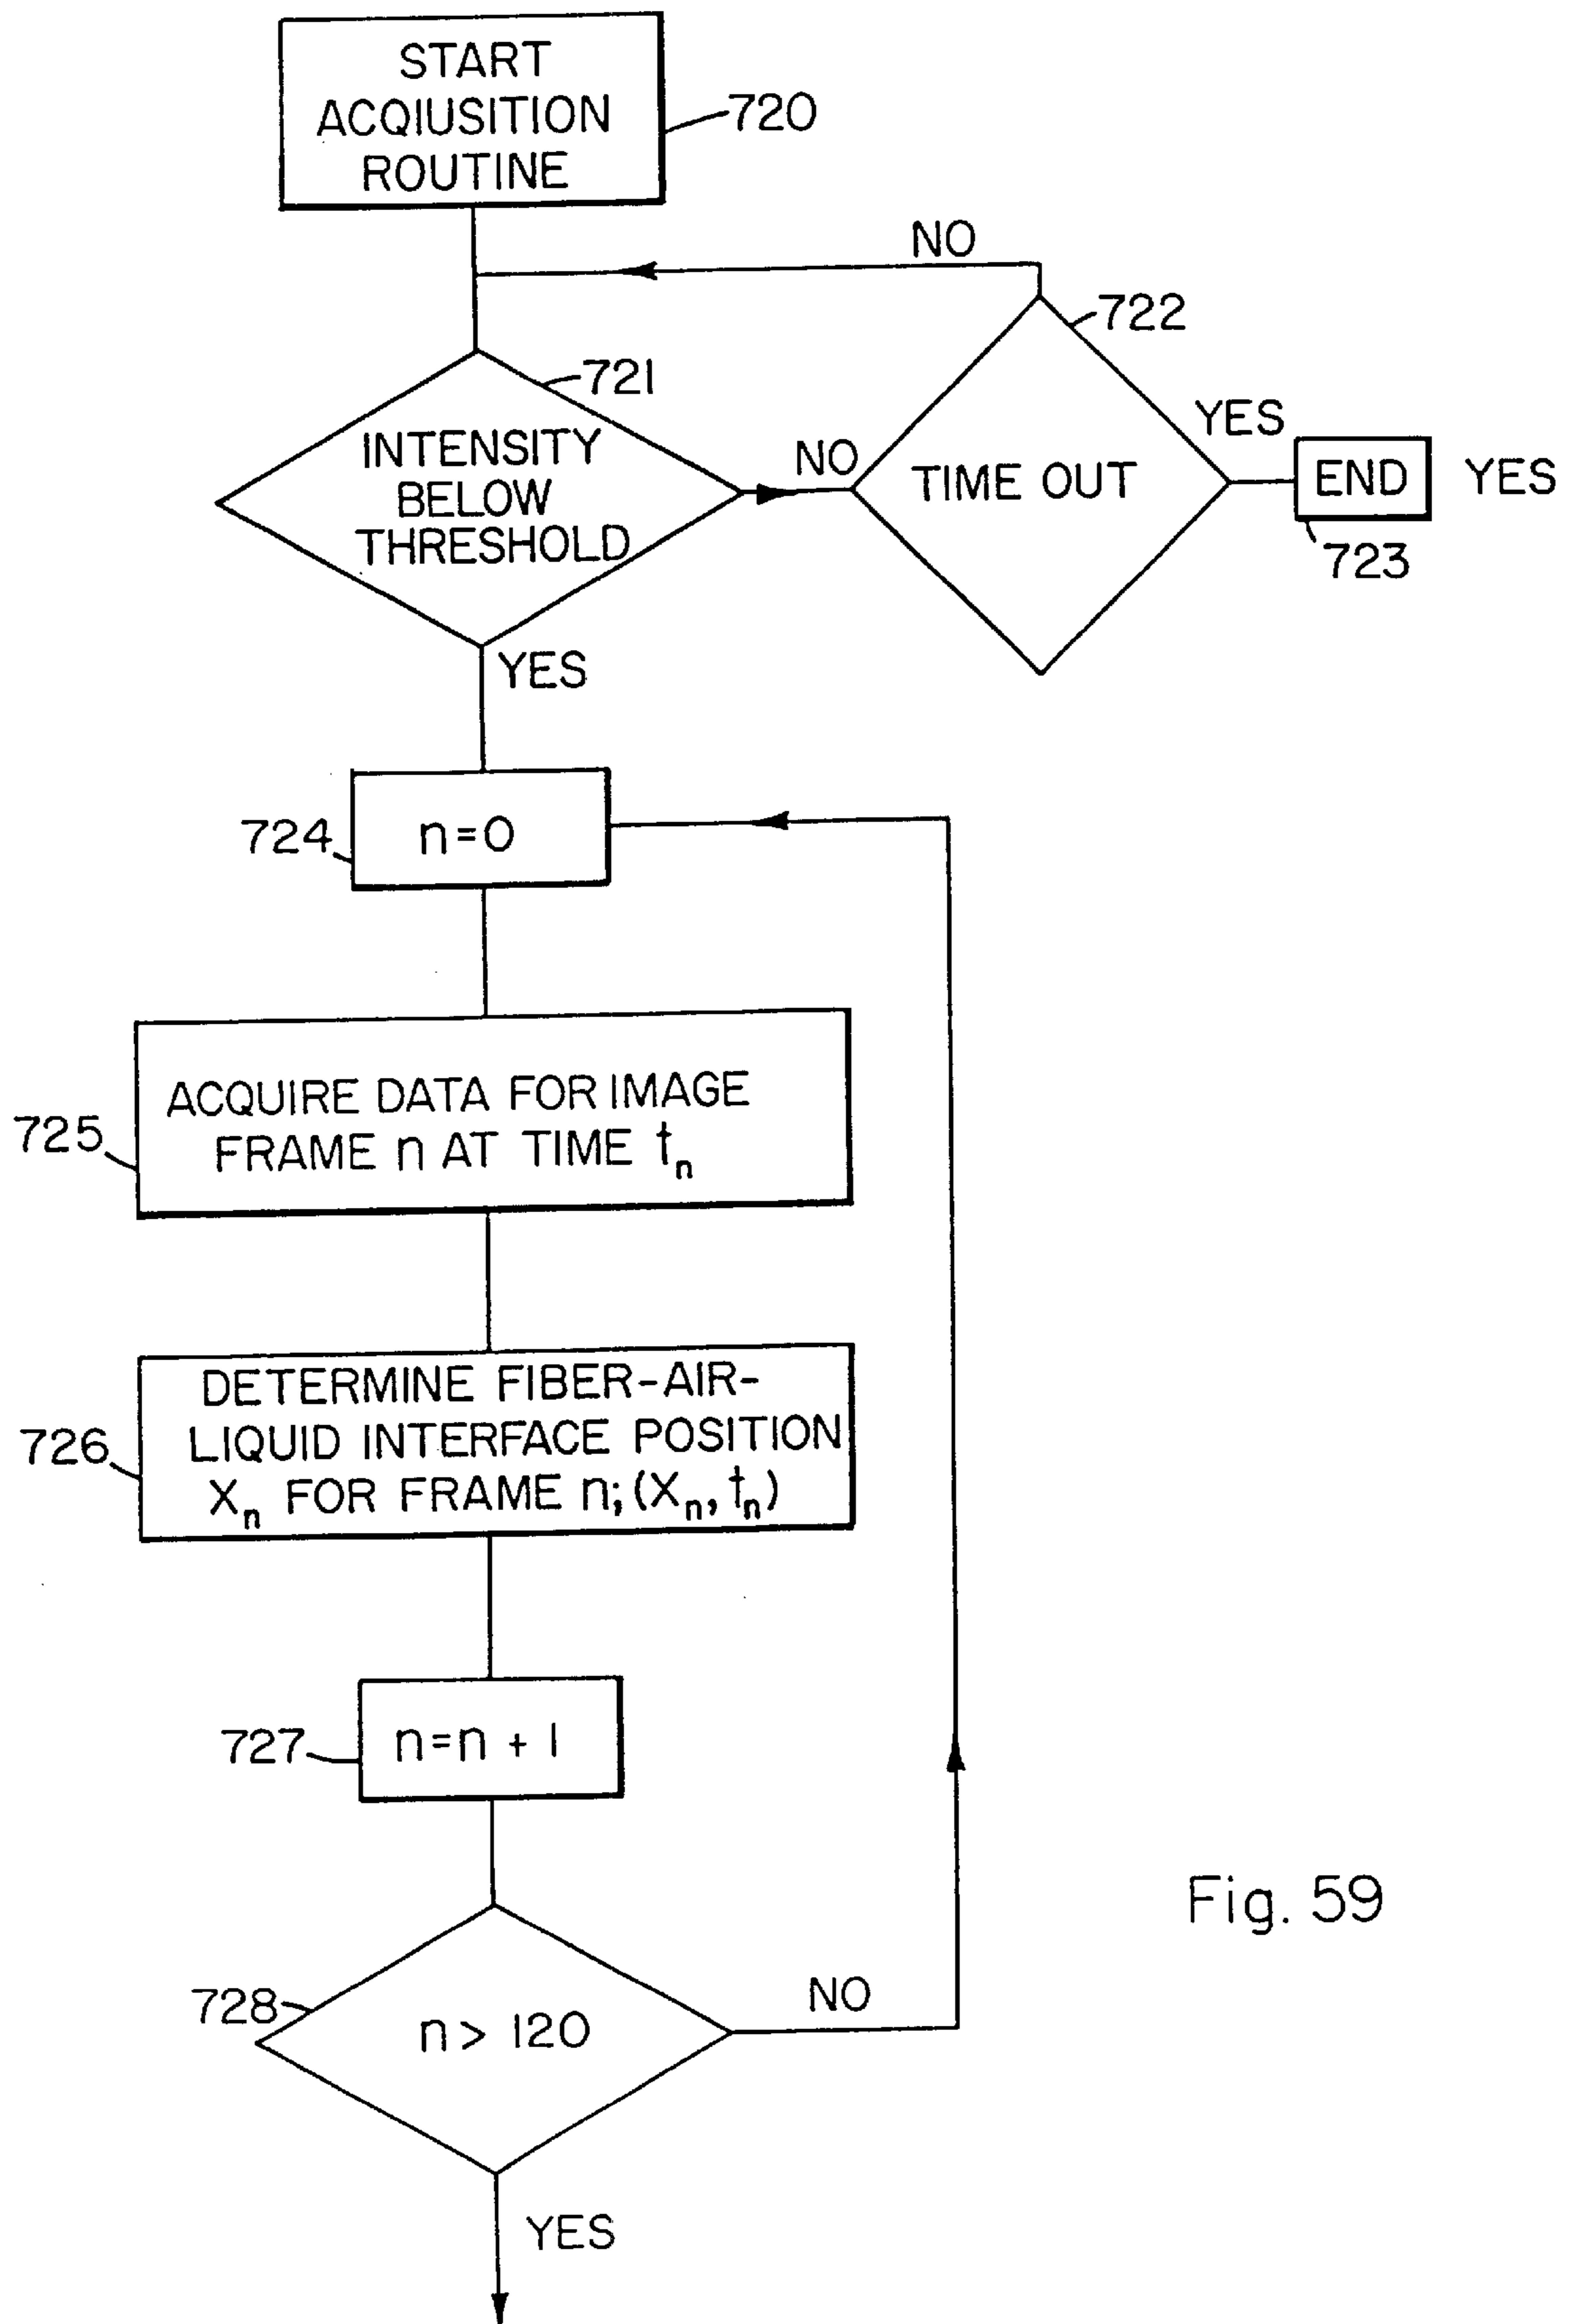 START
ACQIUSITION
ROUTINE
720
NO
722
721
INTENSITY
BELOW
THRESHOLD
NO
TIME OUT
YES
END
YES
723
YES
724
n=0
725
ACQUIRE DATA FOR IMAGE
FRAME n AT TIME tₙ
726
DETERMINE FIBER-AIR-
LIQUID INTERFACE POSITION
Xₙ FOR FRAME n; (Xₙ, tₙ)
727
n=n + 1
728
n > 120
NO
YES
Fig. 59